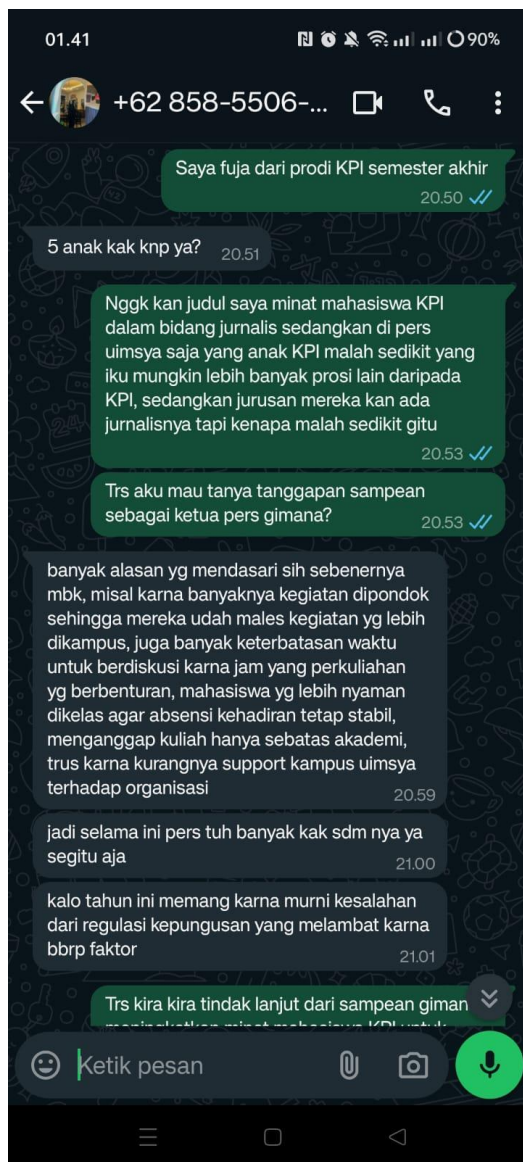 01.41
90%
+62 858-5506-...
Saya fuja dari prodi KPI semester akhir
20.50
5 anak kak knp ya?
20.51
Nggk kan judul saya minat mahasiswa KPI
dalam bidang jurnalis sedangkan di pers
uimsya saja yang anak KPI malah sedikit yang
iku mungkin lebih banyak prosi lain daripada
KPI, sedangkan jurusan mereka kan ada
jurnalisnya tapi kenapa malah sedikit gitu
20.53
Trs aku mau tanya tanggapan sampean
sebagai ketua pers gimana?
20.53
banyak alasan yg mendasari sih sebenernya
mbk, misal karna banyaknya kegiatan dipondok
sehingga mereka udah males kegiatan yg lebih
dikampus, juga banyak keterbatasan waktu
untuk berdiskusi karna jam yang perkuliahan
yg berbenturan, mahasiswa yg lebih nyaman
dikelas agar absensi kehadiran tetap stabil,
menganggap kuliah hanya sebatas akademi,
trus karna kurangnya support kampus uimsya
terhadap organisasi
20.59
jadi selama ini pers tuh banyak kak sdm nya ya
segitu aja
21.00
kalo tahun ini memang karna murni kesalahan
dari regulasi kepungusan yang melambat karna
bbrp faktor
21.01
Trs kira kira tindak lanjut dari sampean giman
meningkatkan minat mahasiswa KPI untuk
Ketik pesan